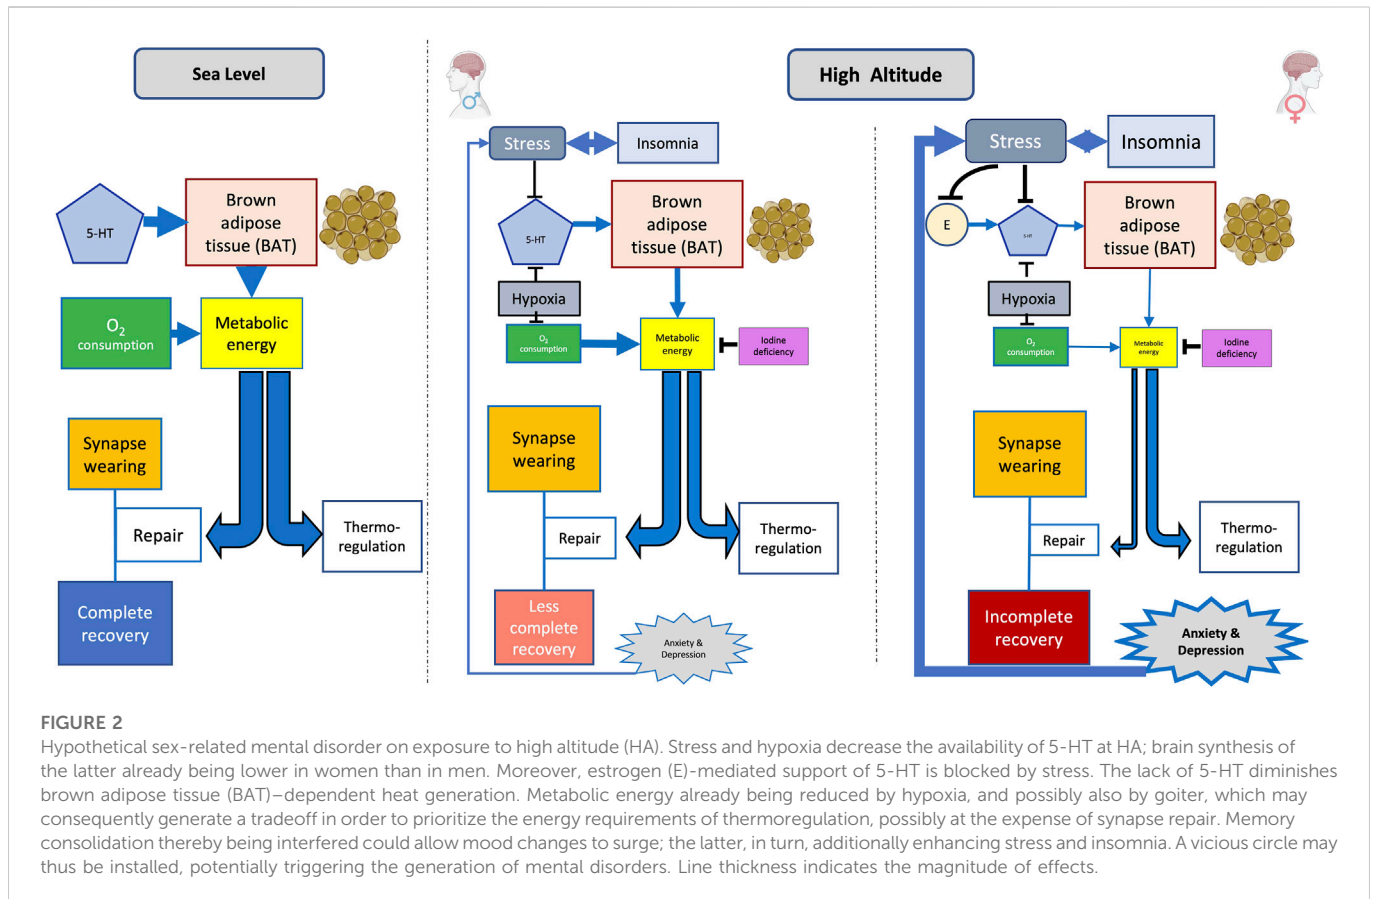 Sea Level
5-HT
Brown
adipose
tissue (BAT)
O2
consumption
Metabolic
energy
Synapse
wearing
Repair
Thermo-
regulation
Complete
recovery
High Altitude
Stress
Insomnia
5-HT
Brown
adipose
tissue (BAT)
Hypoxia
O2
consumption
Metabolic
energy
Iodine
deficiency
Synapse
wearing
Repair
Thermo-
regulation
Less
complete
recovery
Anxiety &
Depression
Stress
Insomnia
E
5-HT
Brown
adipose
tissue (BAT)
Hypoxia
O2
consumption
Metabolic
energy
Iodine
deficiency
Synapse
wearing
Repair
Thermo-
regulation
Incomplete
recovery
Anxiety &
Depression
FIGURE 2
Hypothetical sex-related mental disorder on exposure to high altitude (HA). Stress and hypoxia decrease the availability of 5-HT at HA; brain synthesis of
the latter already being lower in women than in men. Moreover, estrogen (E)-mediated support of 5-HT is blocked by stress. The lack of 5-HT diminishes
brown adipose tissue (BAT)–dependent heat generation. Metabolic energy already being reduced by hypoxia, and possibly also by goiter, which may
consequently generate a tradeoff in order to prioritize the energy requirements of thermoregulation, possibly at the expense of synapse repair. Memory
consolidation thereby being interfered could allow mood changes to surge; the latter, in turn, additionally enhancing stress and insomnia. A vicious circle may
thus be installed, potentially triggering the generation of mental disorders. Line thickness indicates the magnitude of effects.